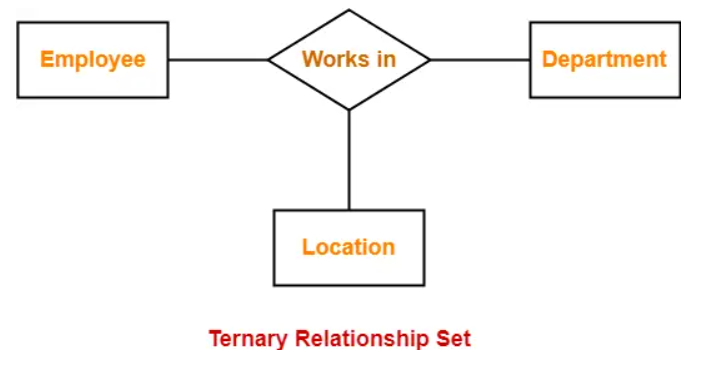 Employee
Works in
Department
Location
Ternary Relationship Set